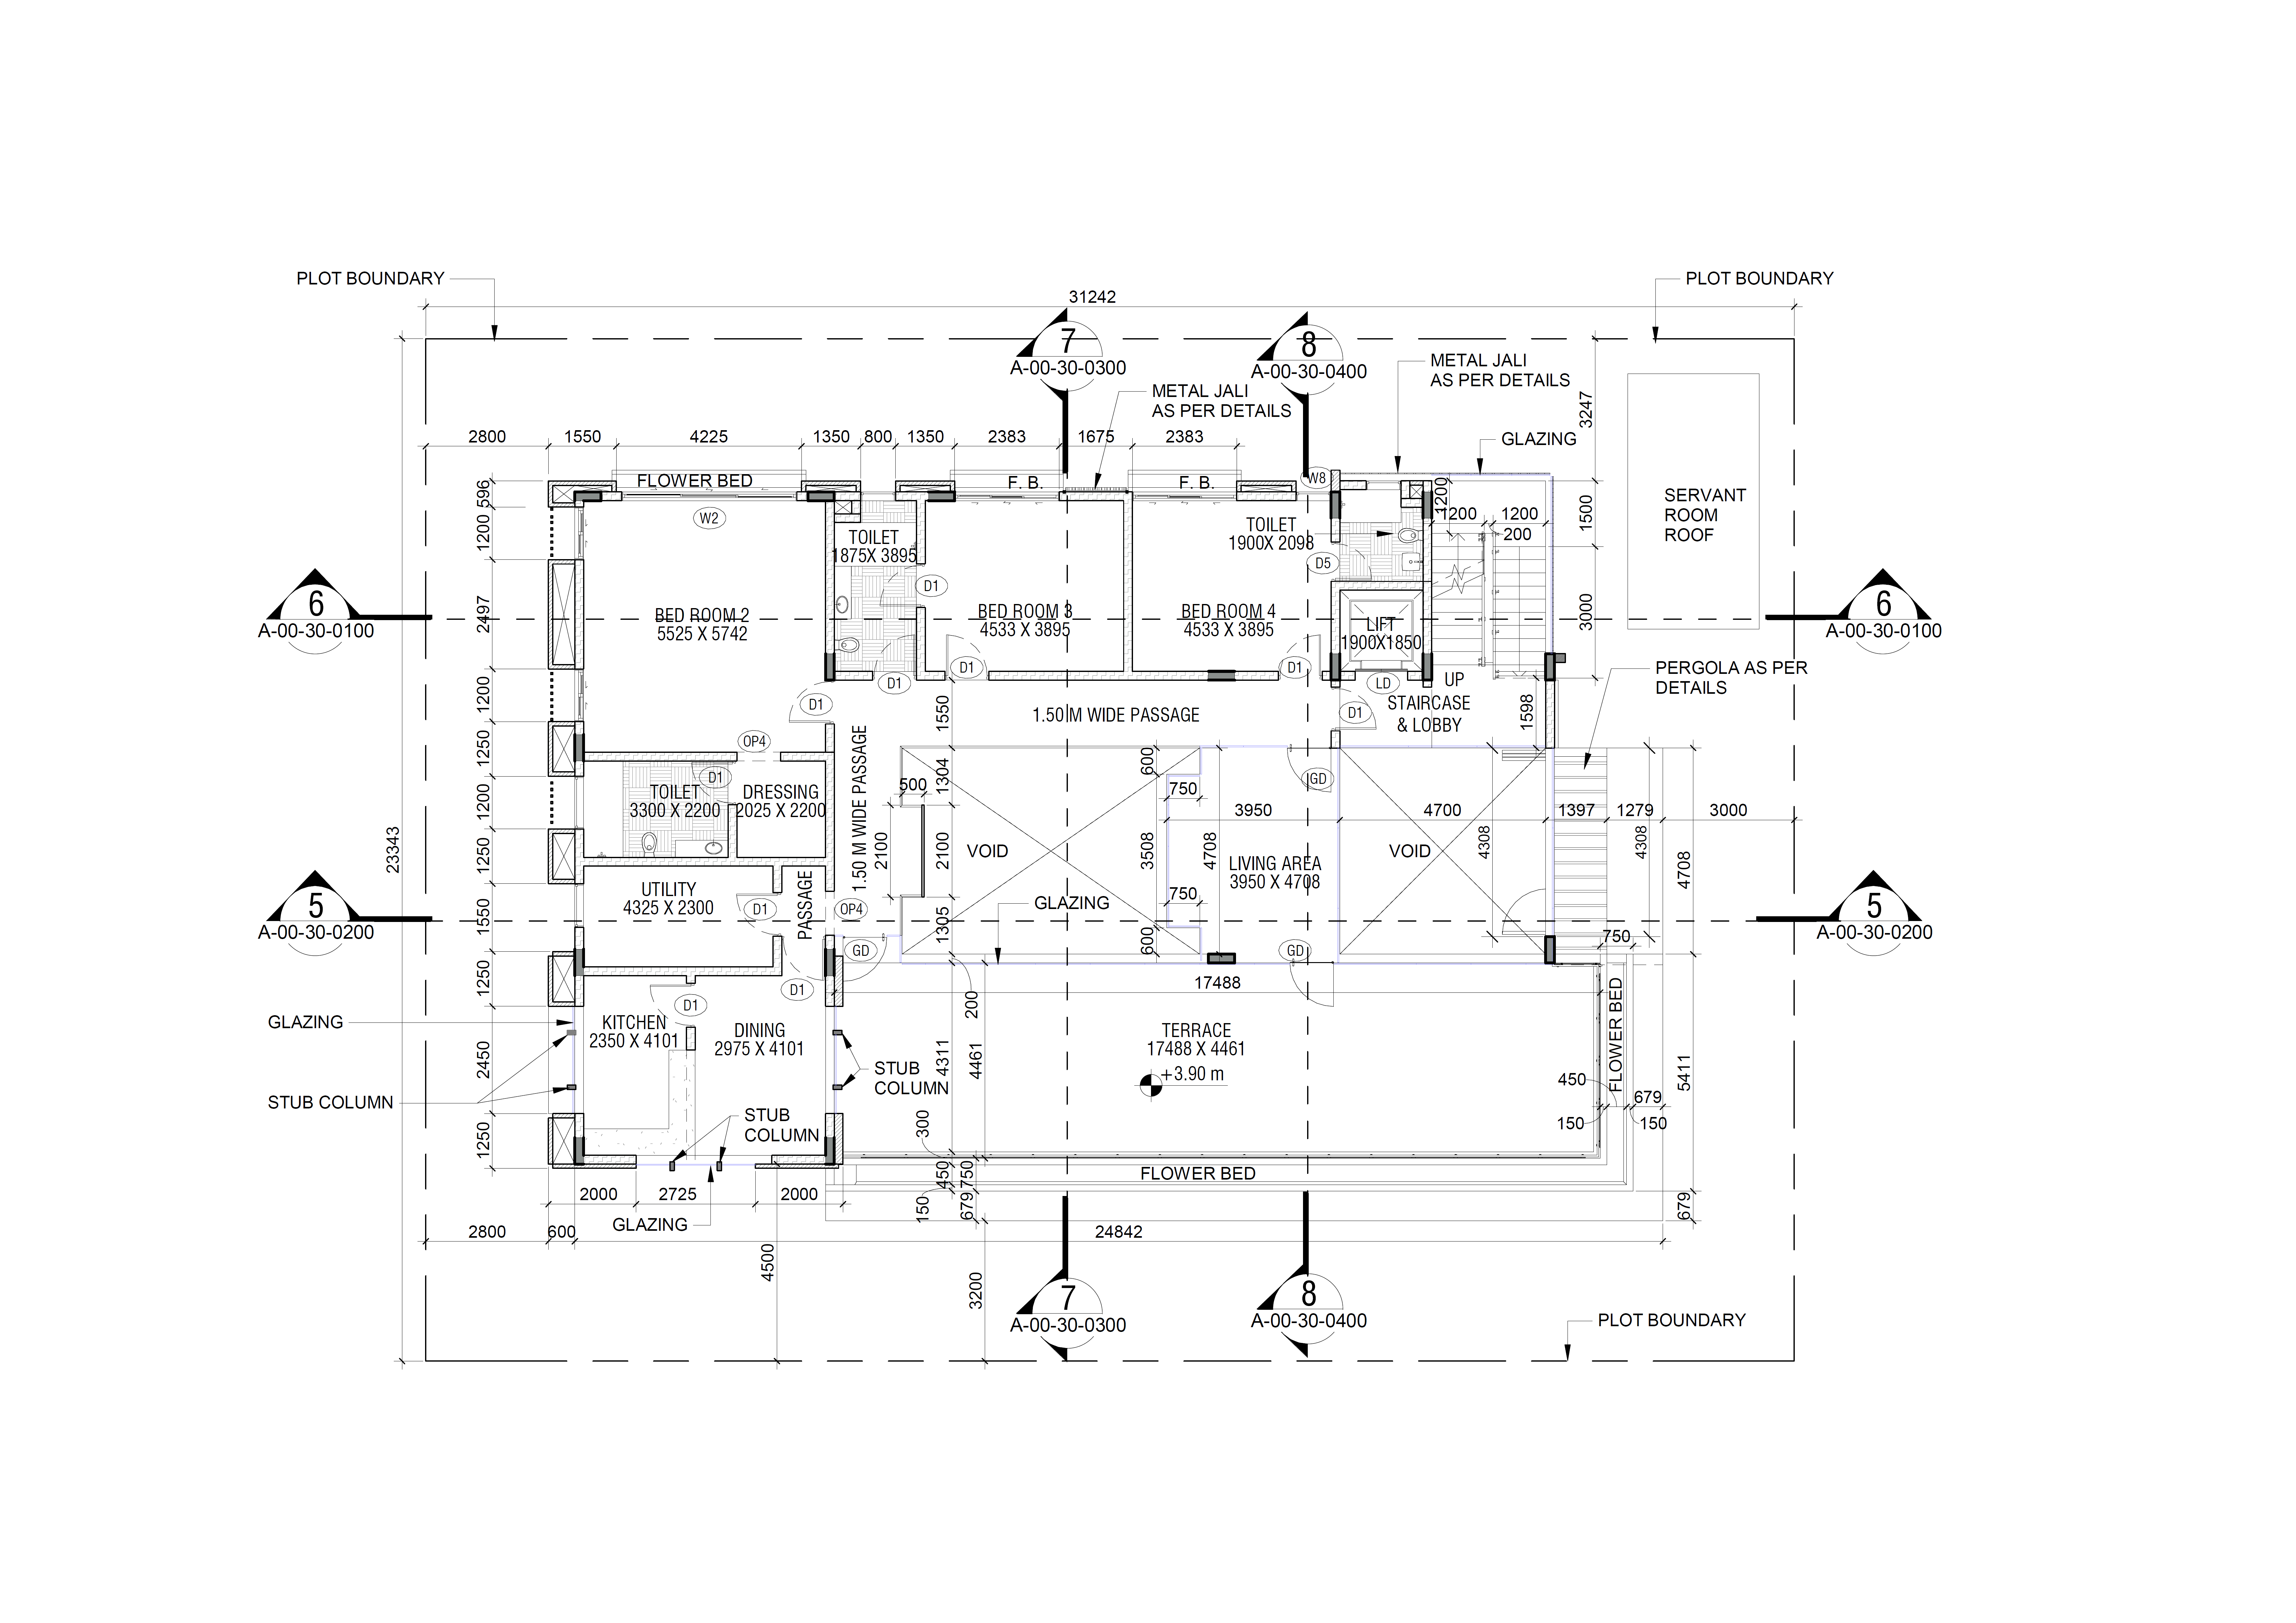 PLOT BOUNDARY
PLOT BOUNDARY
31242
7
A-00-30-0300
8
A-00-30-0400
METAL JALI
AS PER DETAILS
METAL JALI
AS PER DETAILS
3247
GLAZING
2800
1550
4225
1350
800
1350
2383
1675
2383
FLOWER BED
F. B.
F. B.
W8
596
1200
1200
1200
200
1500
SERVANT
ROOM
ROOF
W2
1200
TOILET
1875X 3895
TOILET
1900X 2098
D5
D1
6
A-00-30-0100
2497
BED ROOM 2
5525 X 5742
BED ROOM 3
4533 X 3895
BED ROOM 4
4533 X 3895
LIFT
1900X1850
3000
6
A-00-30-0100
D1
D1
D1
LD
UP
STAIRCASE
& LOBBY
PERGOLA AS PER
DETAILS
1200
D1
1550
1.50 M WIDE PASSAGE
D1
1598
1250
OP4
1.50 M WIDE PASSAGE
1304
600
GD
D1
TOILET
3300 X 2200
DRESSING
2025 X 2200
500
750
1200
3950
4700
1397
1279
3000
23343
1250
2100
2100
VOID
3508
4708
LIVING AREA
3950 X 4708
VOID
4308
4308
4708
UTILITY
4325 X 2300
PASSAGE
D1
OP4
750
GLAZING
5
A-00-30-0200
1550
1305
600
GD
GD
750
5
A-00-30-0200
1250
D1
D1
200
17488
FLOWER BED
GLAZING
KITCHEN
2350 X 4101
DINING
2975 X 4101
TERRACE
17488 X 4461
+3.90 m
2450
4311
4461
STUB
COLUMN
450
679
5411
STUB COLUMN
150
150
1250
STUB
COLUMN
300
FLOWER BED
450
750
2000
2725
2000
150
679
679
GLAZING
2800
600
24842
4500
3200
7
A-00-30-0300
8
A-00-30-0400
PLOT BOUNDARY